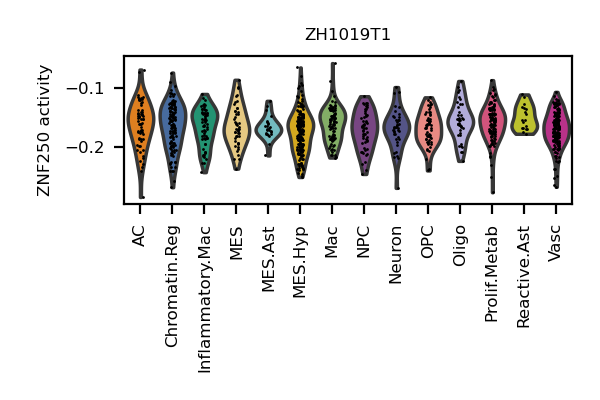 ZH1019T1
ZNF250 activity
−0.1
−0.2
AC
Chromatin.Reg
Inflammatory.Mac
MES
MES.Ast
MES.Hyp
Mac
NPC
Neuron
OPC
Oligo
Prolif.Metab
Reactive.Ast
Vasc